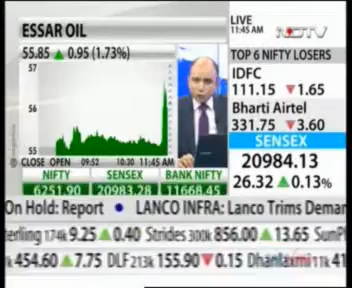 ESSAR OIL
55.85 ▲ 0.95 (1.73%)
57
56
55
@ CLOSE OPEN 09:52 10:30 11:45 AM
NIFTY SENSEX BANK NIFTY
6251.90 20983.28 11668.45
LIVE
11:45 AM
NDTV
TOP 6 NIFTY LOSERS
IDFC
111.15 ▼ 1.65
Bharti Airtel
331.75 ▼ 3.60
SENSEX
20984.13
26.32 ▲ 0.13%
On Hold: Report ● LANCO INFRA: Lanco Trims Deman
terling 174k 9.25 ▲ 0.40 Strides 300k 856.00 ▲ 13.65 SunP
k 454.60 ▲ 7.75 DLF 213k 155.90 ▼ 0.15 Dhanlaxmi 11k 41